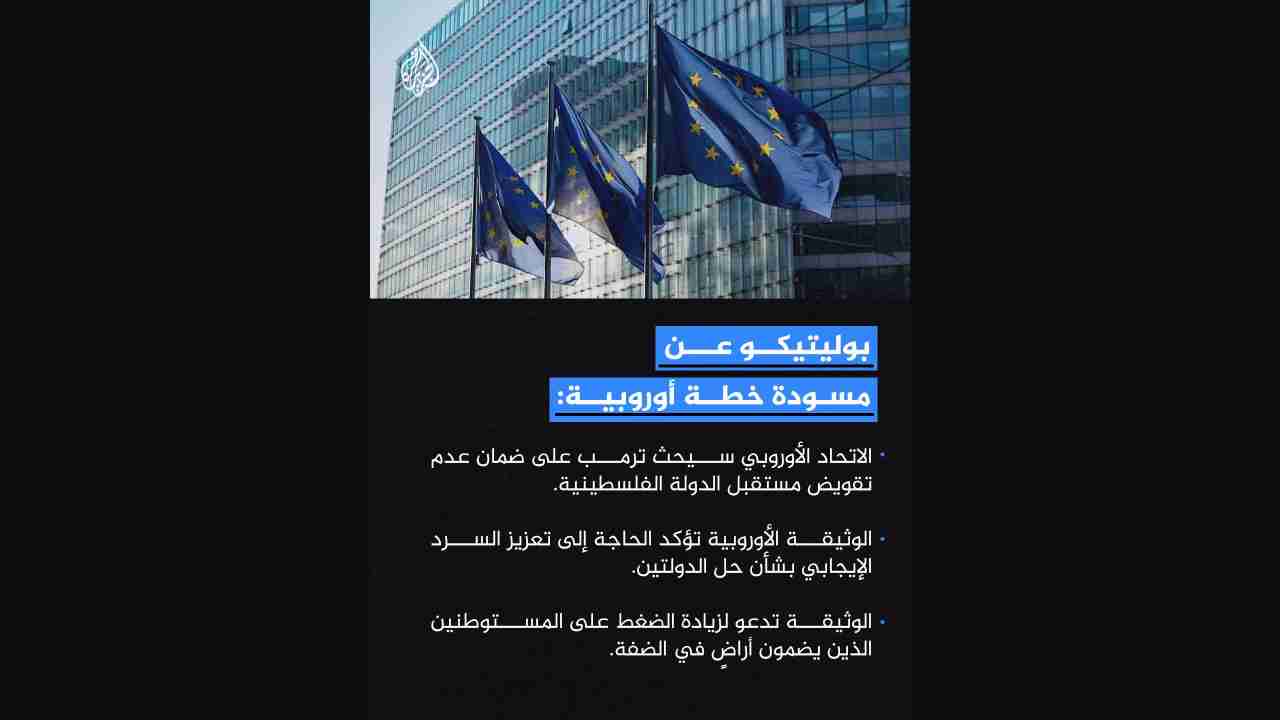 بوليتيكو عن
مسودة خطة أوروبية:
الاتحاد الأوروبي سيحث ترمب على ضمان عدم
تقويض مستقبل الدولة الفلسطينية.
الوثيقة الأوروبية تؤكد الحاجة إلى تعزيز السرد
الإيجابي بشأن حل الدولتين.
الوثيقة تدعو لزيادة الضغط على المستوطنين
الذين يضمون أراضٍ في الضفة.